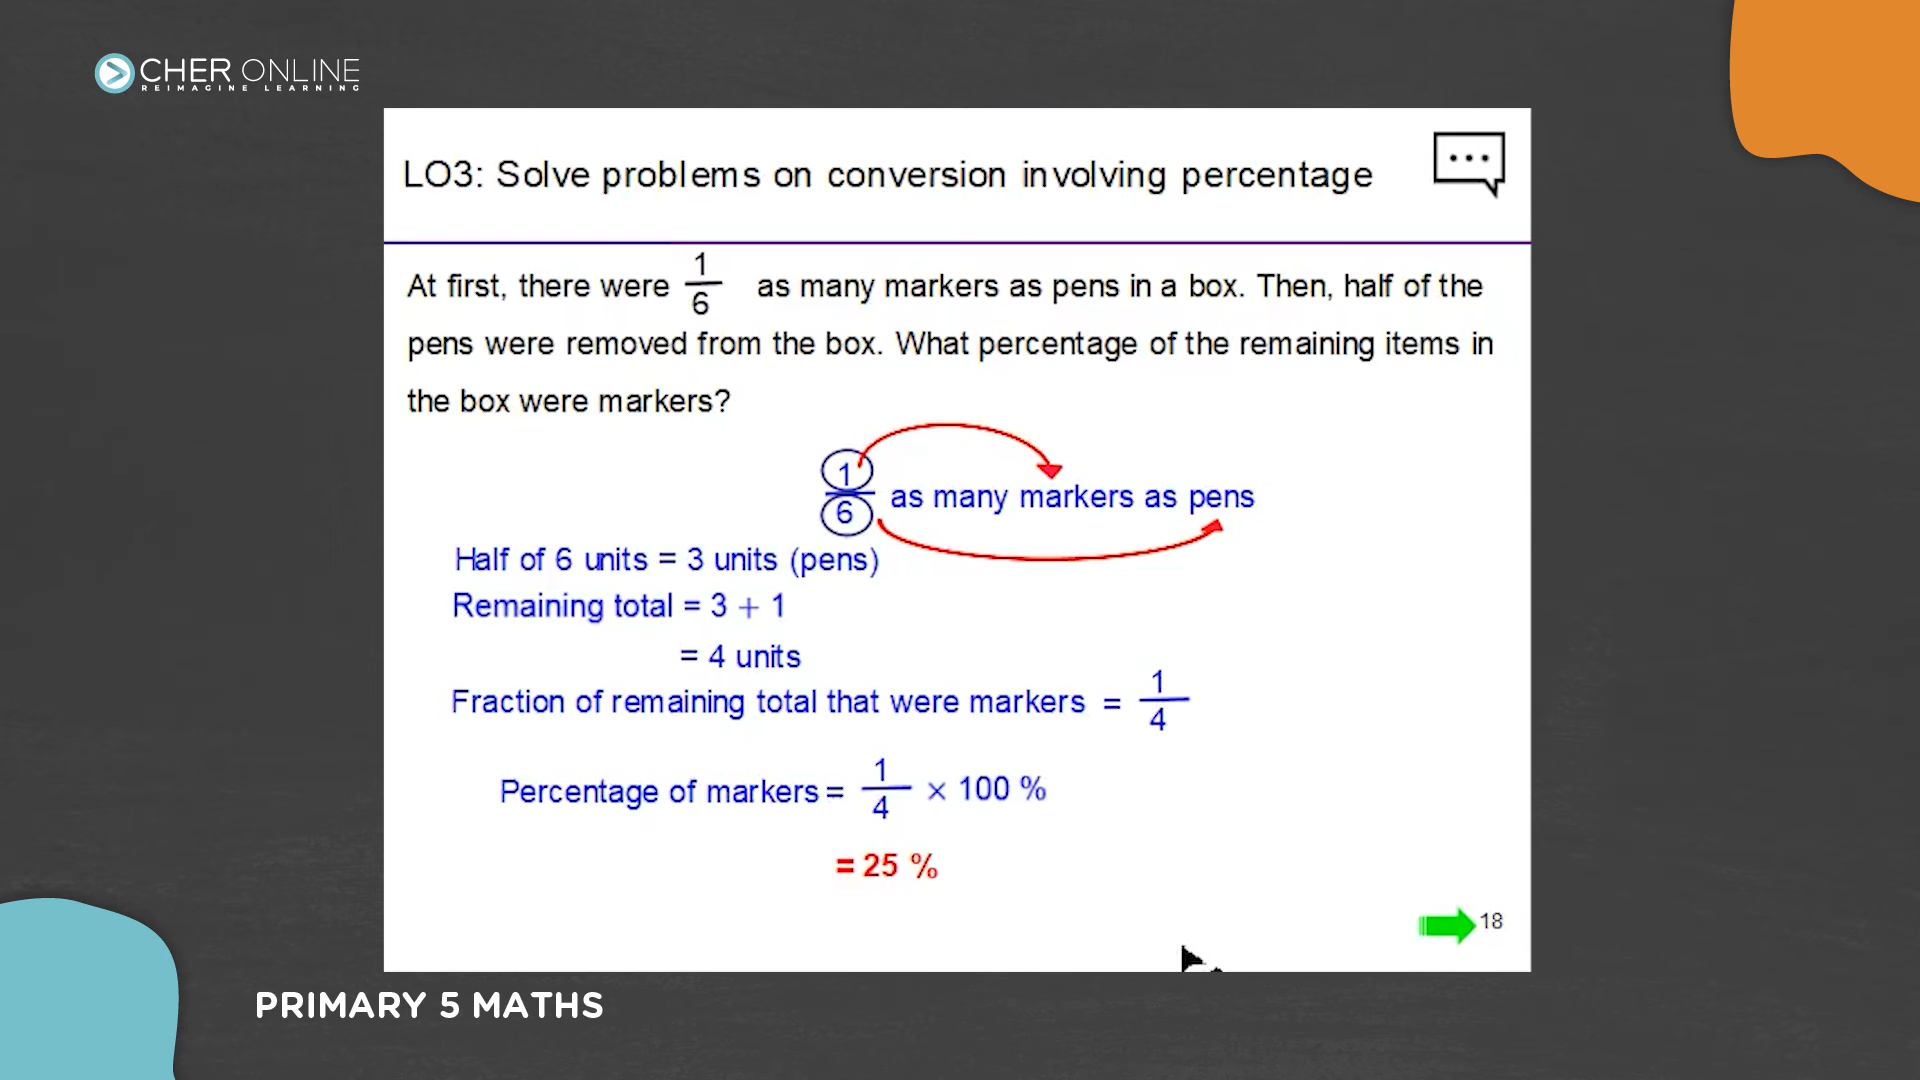 CHER ONLINE
REIMAGINE LEARNING
LO3: Solve problems on conversion involving percentage
At first, there were 1/6 as many markers as pens in a box. Then, half of the
pens were removed from the box. What percentage of the remaining items in
the box were markers?
1/6 as many markers as pens
Half of 6 units = 3 units (pens)
Remaining total = 3 + 1
= 4 units
Fraction of remaining total that were markers = 1/4
Percentage of markers = 1/4 × 100 %
= 25 %
18
PRIMARY 5 MATHS